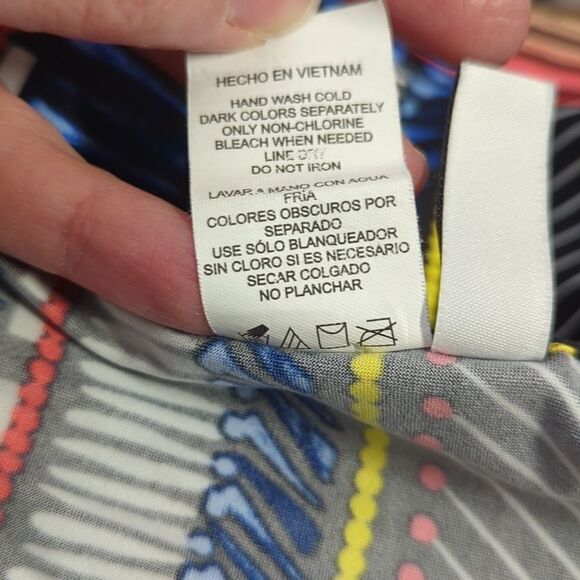 HECHO EN VIETNAM
HAND WASH COLD
DARK COLORS SEPARATELY
ONLY NON-CHLORINE
BLEACH WHEN NEEDED
LINE DRY
DO NOT IRON
LAVAR A MANO CON AGUA
FRíA
COLORES OBSCUROS POR
SEPARADO
USE SÓLO BLANQUEADOR
SIN CLORO SI ES NECESARIO
SECAR COLGADO
NO PLANCHAR